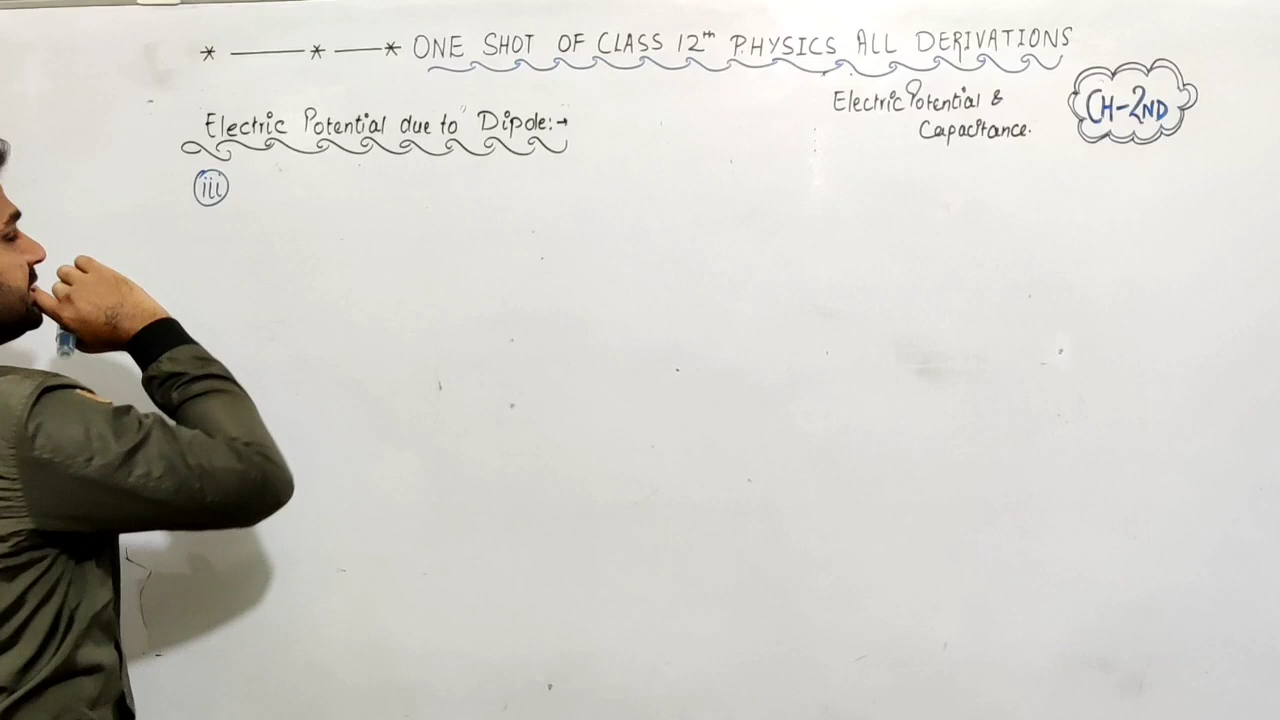 * —— * — * ONE SHOT OF CLASS 12th PHYSICS ALL DERIVATIONS
Electric Potential &
Capacitance.
CH-2ND
Electric Potential due to Dipole:→
iii